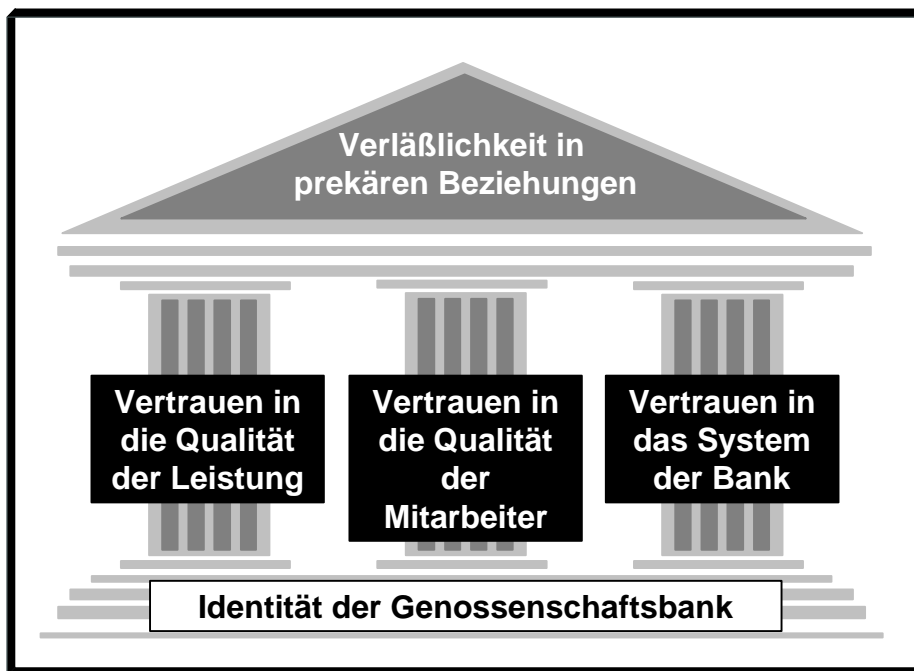 Verläßlichkeit in
prekären Beziehungen
Vertrauen in
die Qualität
der Leistung
Vertrauen in
die Qualität
der
Mitarbeiter
Vertrauen in
das System
der Bank
Identität der Genossenschaftsbank